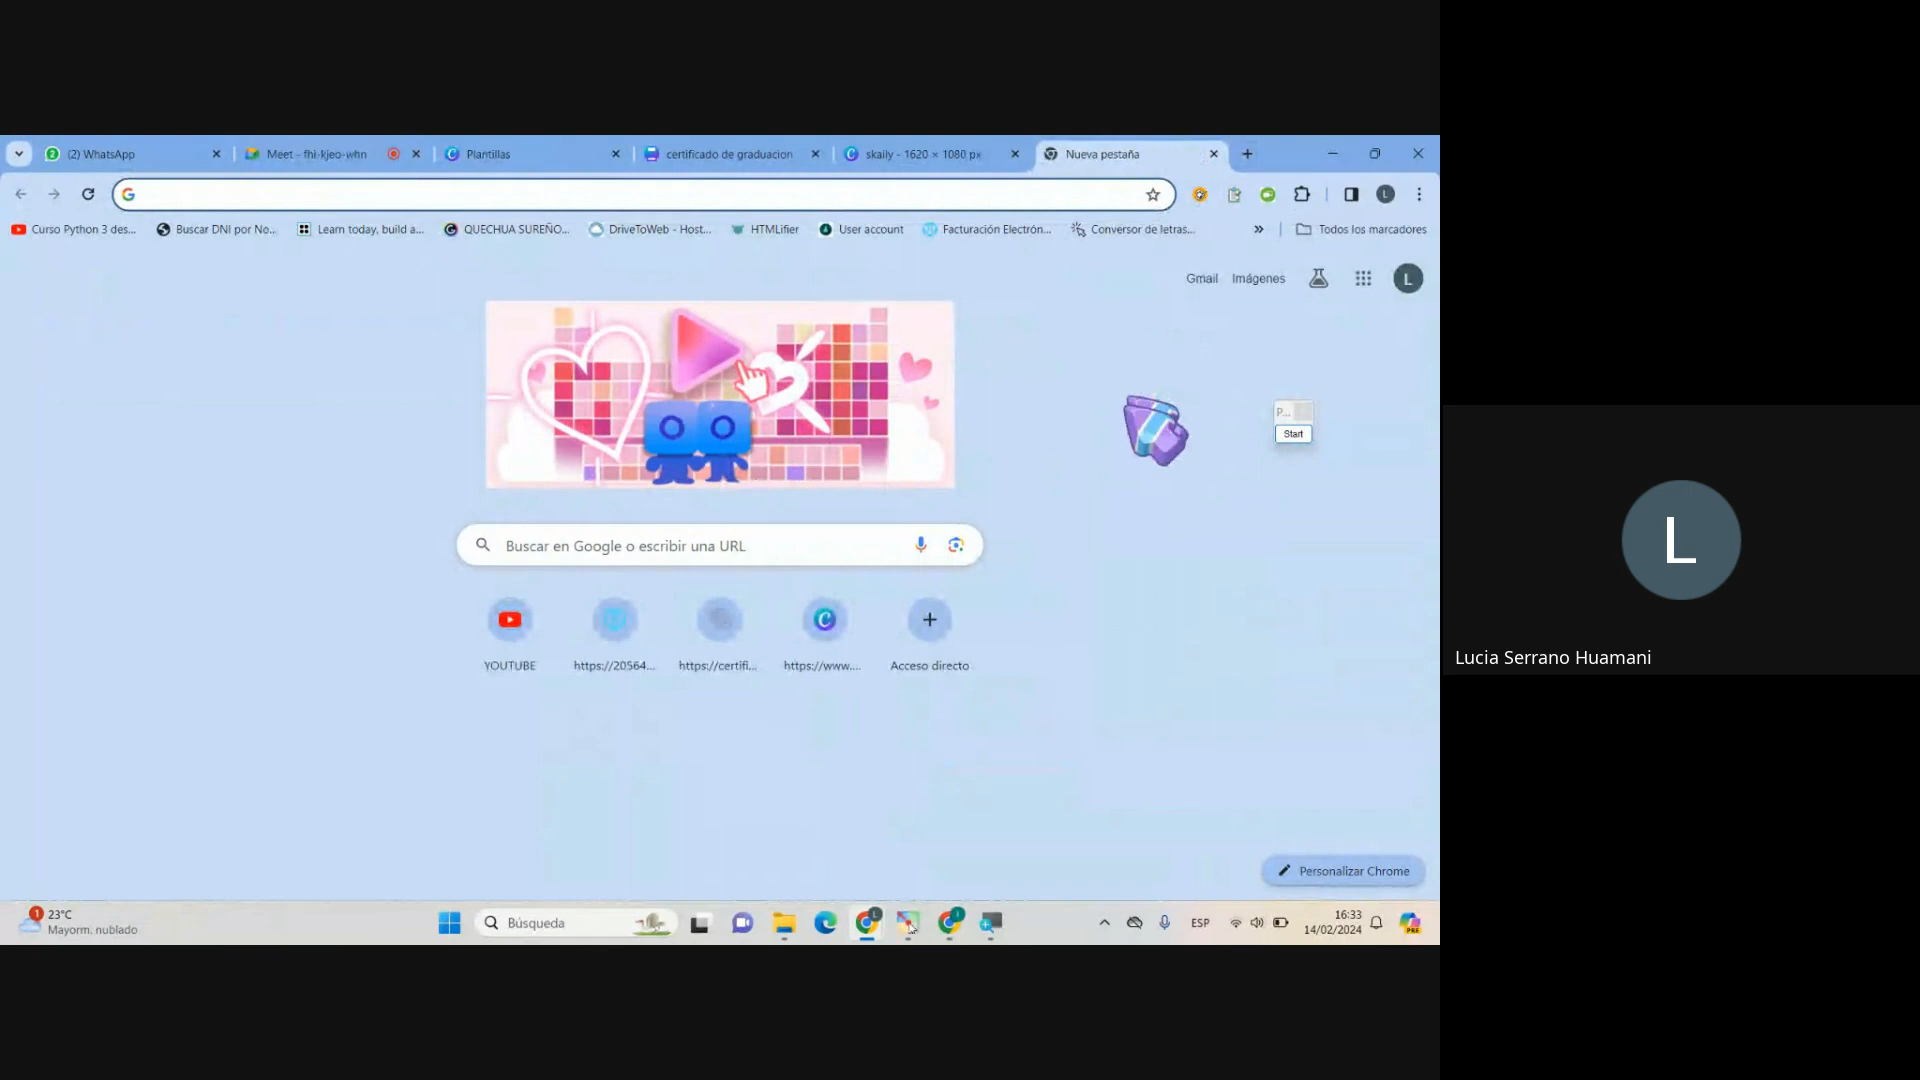 2 (2) WhatsApp
Meet - fhi-kjeo-whn
Plantillas
certificado de graduacion
skaily - 1620 × 1080 px
Nueva pestaña
L
Curso Python 3 des...
Buscar DNI por No...
Learn today, build a...
QUECHUA SUREÑO...
DriveToWeb - Host...
HTMLifier
User account
Facturación Electrón...
Conversor de letras...
»
Todos los marcadores
Gmail
Imágenes
L
P...
Start
Buscar en Google o escribir una URL
YOUTUBE
https://20564...
https://certifi...
https://www....
Acceso directo
Personalizar Chrome
L
Lucia Serrano Huamani
1
23°C
Mayorm. nublado
Búsqueda
L
ESP
16:33
14/02/2024
PRE